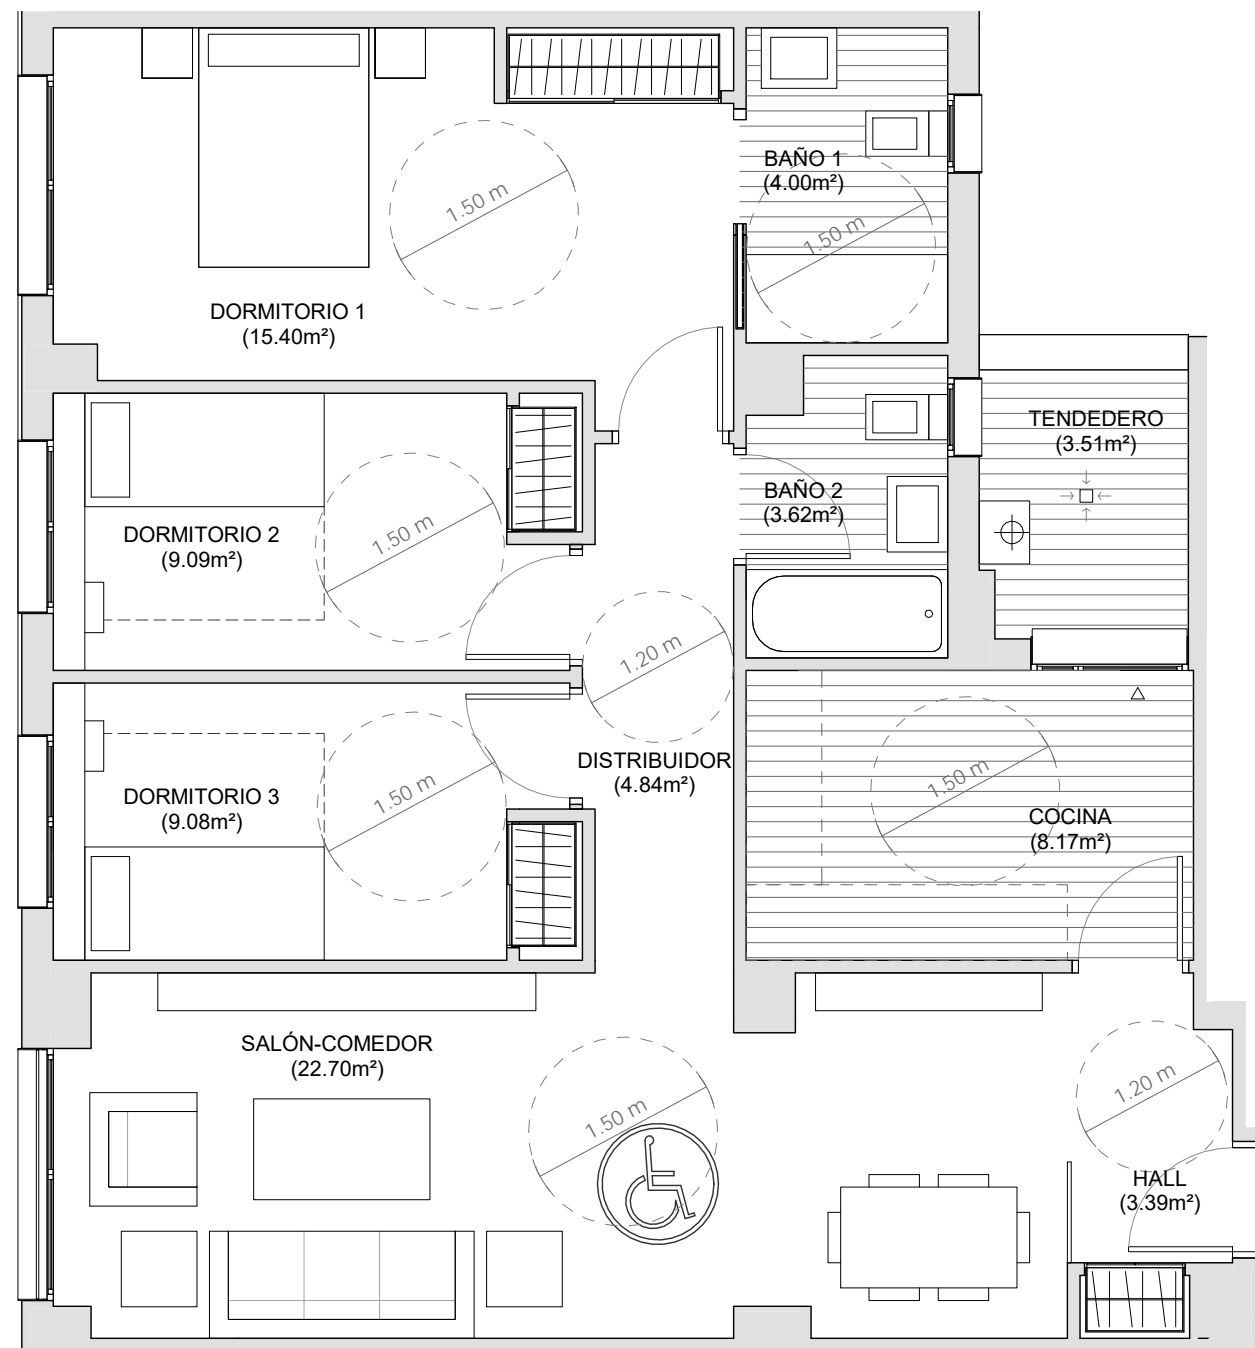 BAÑO 1
(4.00m²)
1.50 m
1.50 m
DORMITORIO 1
(15.40m²)
TENDEDERO
(3.51m²)
BAÑO 2
(3.62m²)
DORMITORIO 2
(9.09m²)
1.50 m
1.20 m
DISTRIBUIDOR
(4.84m²)
DORMITORIO 3
(9.08m²)
1.50 m
1.50 m
COCINA
(8.17m²)
SALÓN-COMEDOR
(22.70m²)
1.50 m
1.20 m
HALL
(3.39m²)